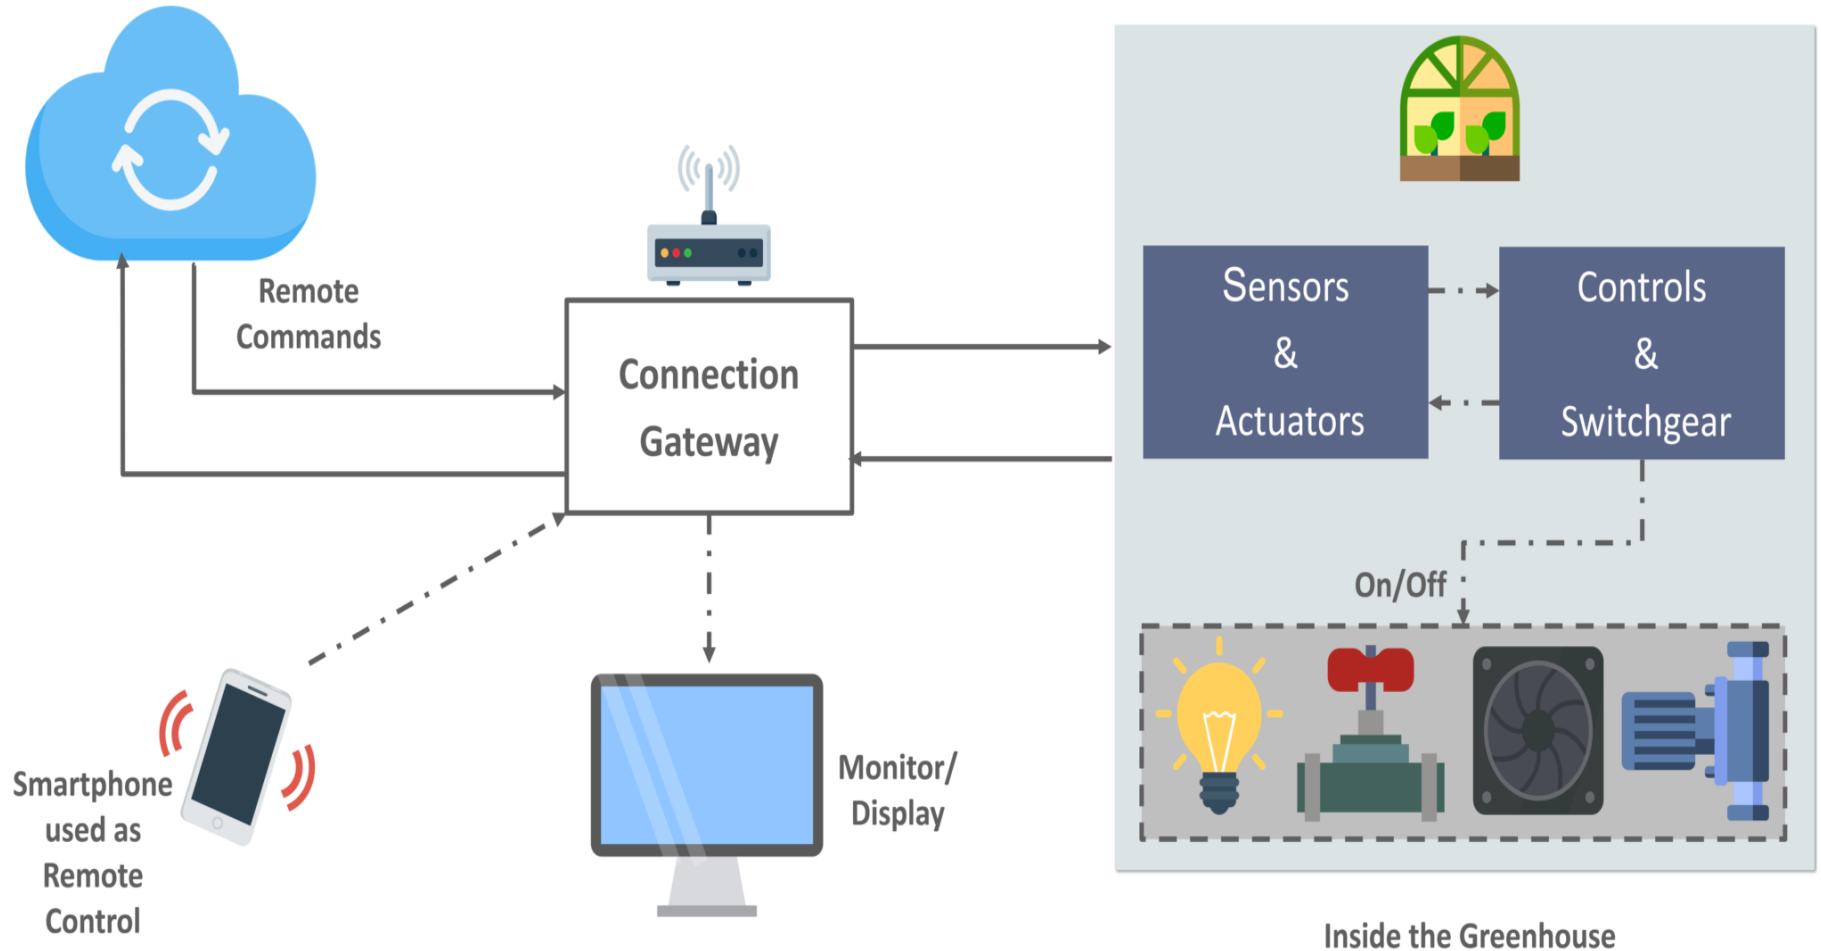 Remote
Commands
Connection
Gateway
Sensors
&
Actuators
Controls
&
Switchgear
On/Off
Smartphone
used as
Remote
Control
Monitor/
Display
Inside the Greenhouse